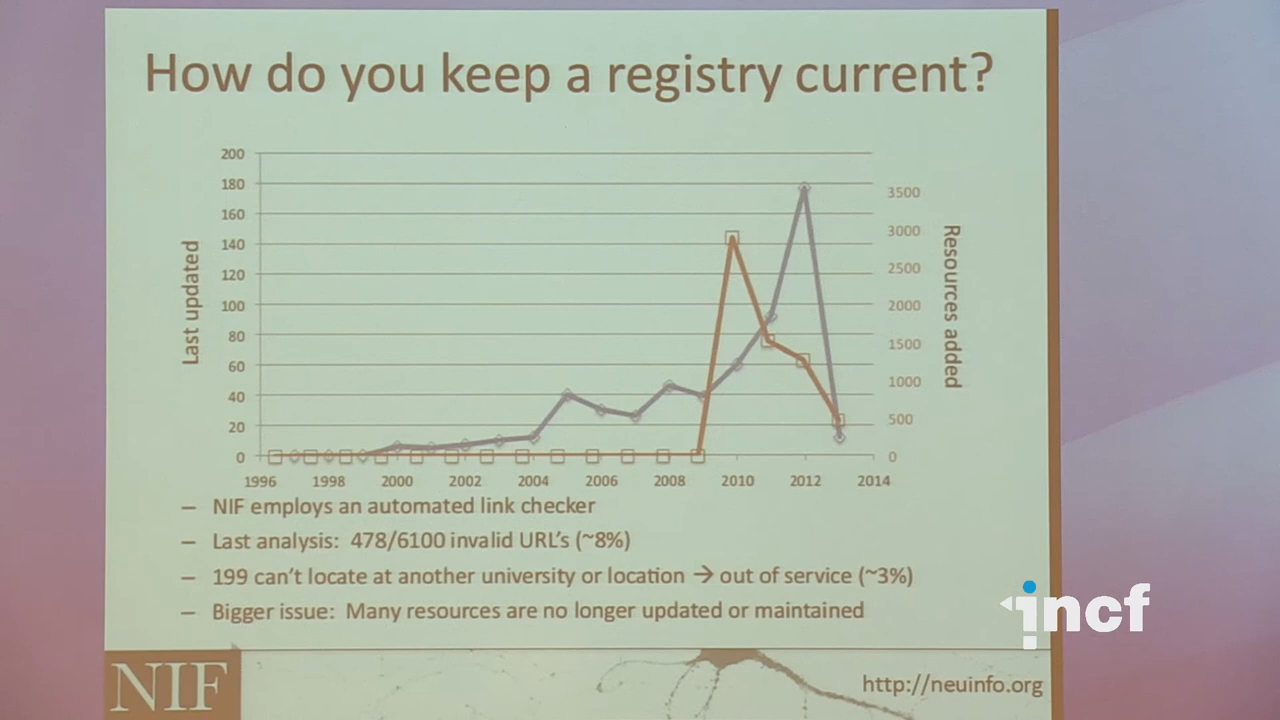 How do you keep a registry current?
200
180
160
140
120
100
80
60
40
20
0
Last updated
3500
3000
2500
2000
1500
1000
500
0
Resources added
1996 1998 2000 2002 2004 2006 2008 2010 2012 2014
– NIF employs an automated link checker
– Last analysis: 478/6100 invalid URL's (~8%)
– 199 can't locate at another university or location → out of service (~3%)
– Bigger issue: Many resources are no longer updated or maintained
incf
NIF
http://neuinfo.org